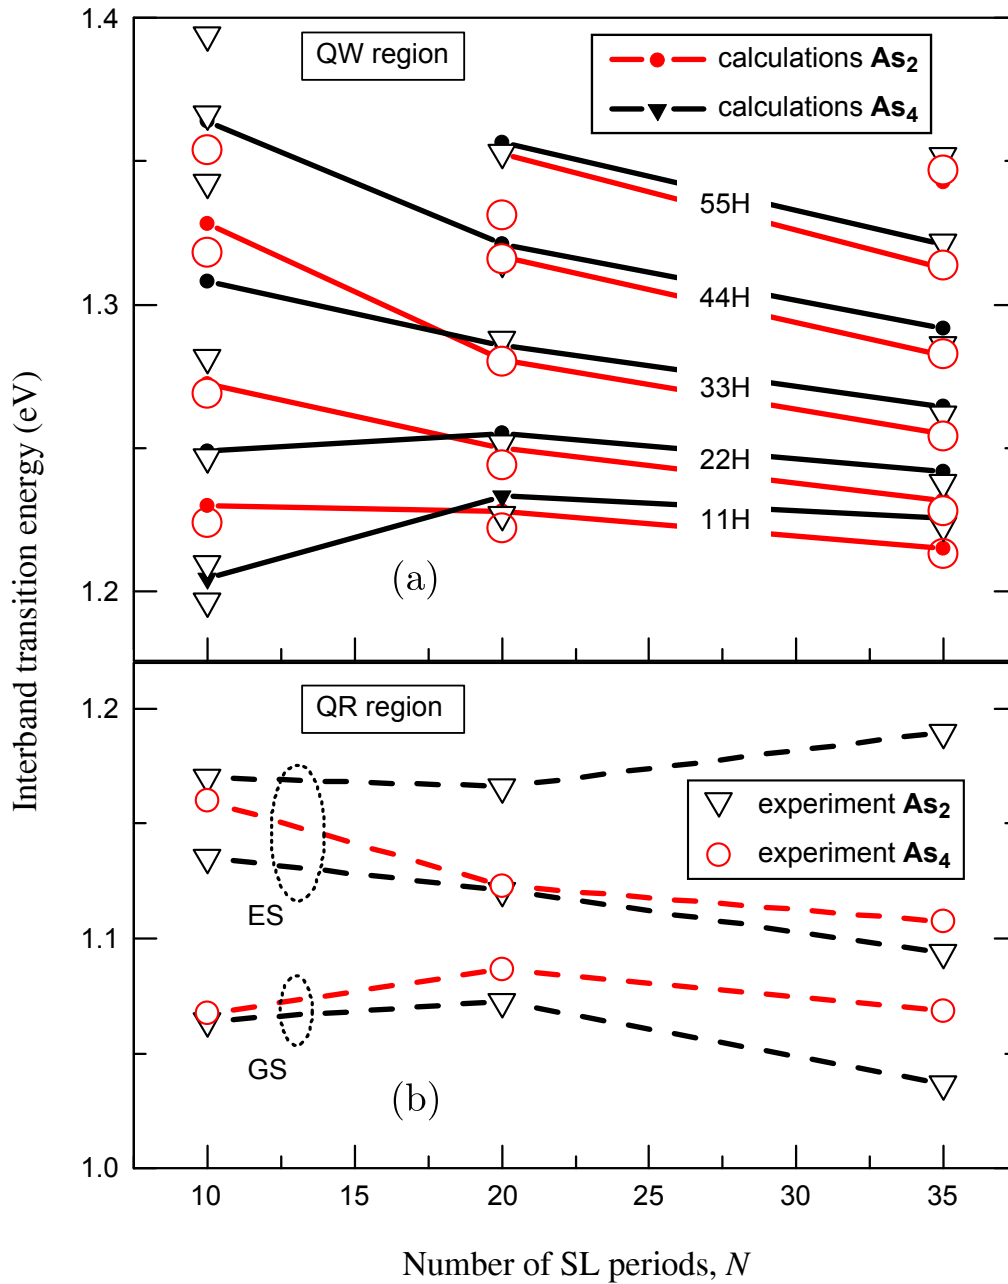 1.4
QW region
calculations As2
calculations As4
55H
1.3
44H
33H
22H
11H
1.2
(a)
Interband transition energy (eV)
QR region
1.2
experiment As2
experiment As4
ES
1.1
GS
(b)
1.0
10 15 20 25 30 35
Number of SL periods, N